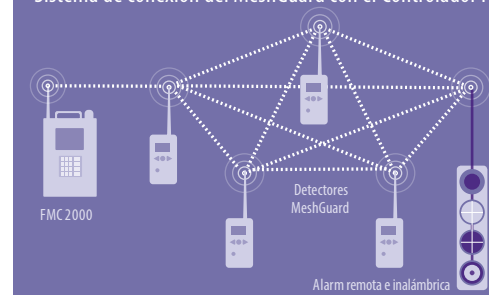 Sistema de conexión del MeshGuard con el Controlador F
FMC 2000
Detectores
MeshGuard
Alarm remota e inalámbrica